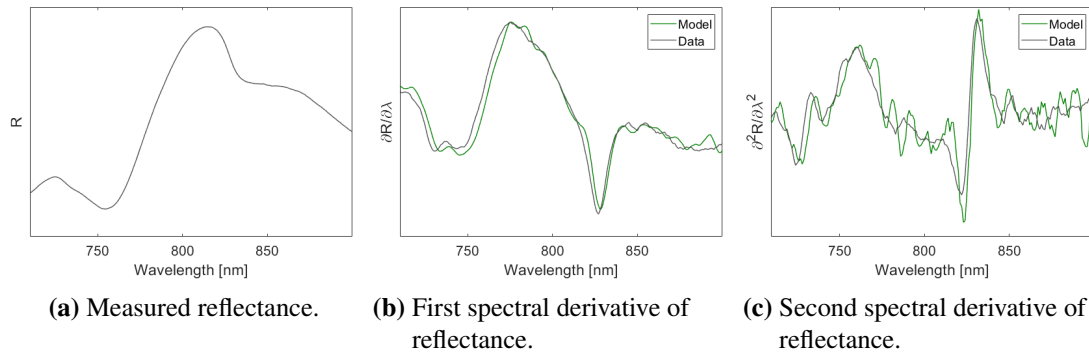 R
750
800
850
Wavelength [nm]
(a) Measured reflectance.
∂R/∂λ
Model
Data
750
800
850
Wavelength [nm]
(b) First spectral derivative of
reflectance.
∂²R/∂λ²
Model
Data
750
800
850
Wavelength [nm]
(c) Second spectral derivative of
reflectance.